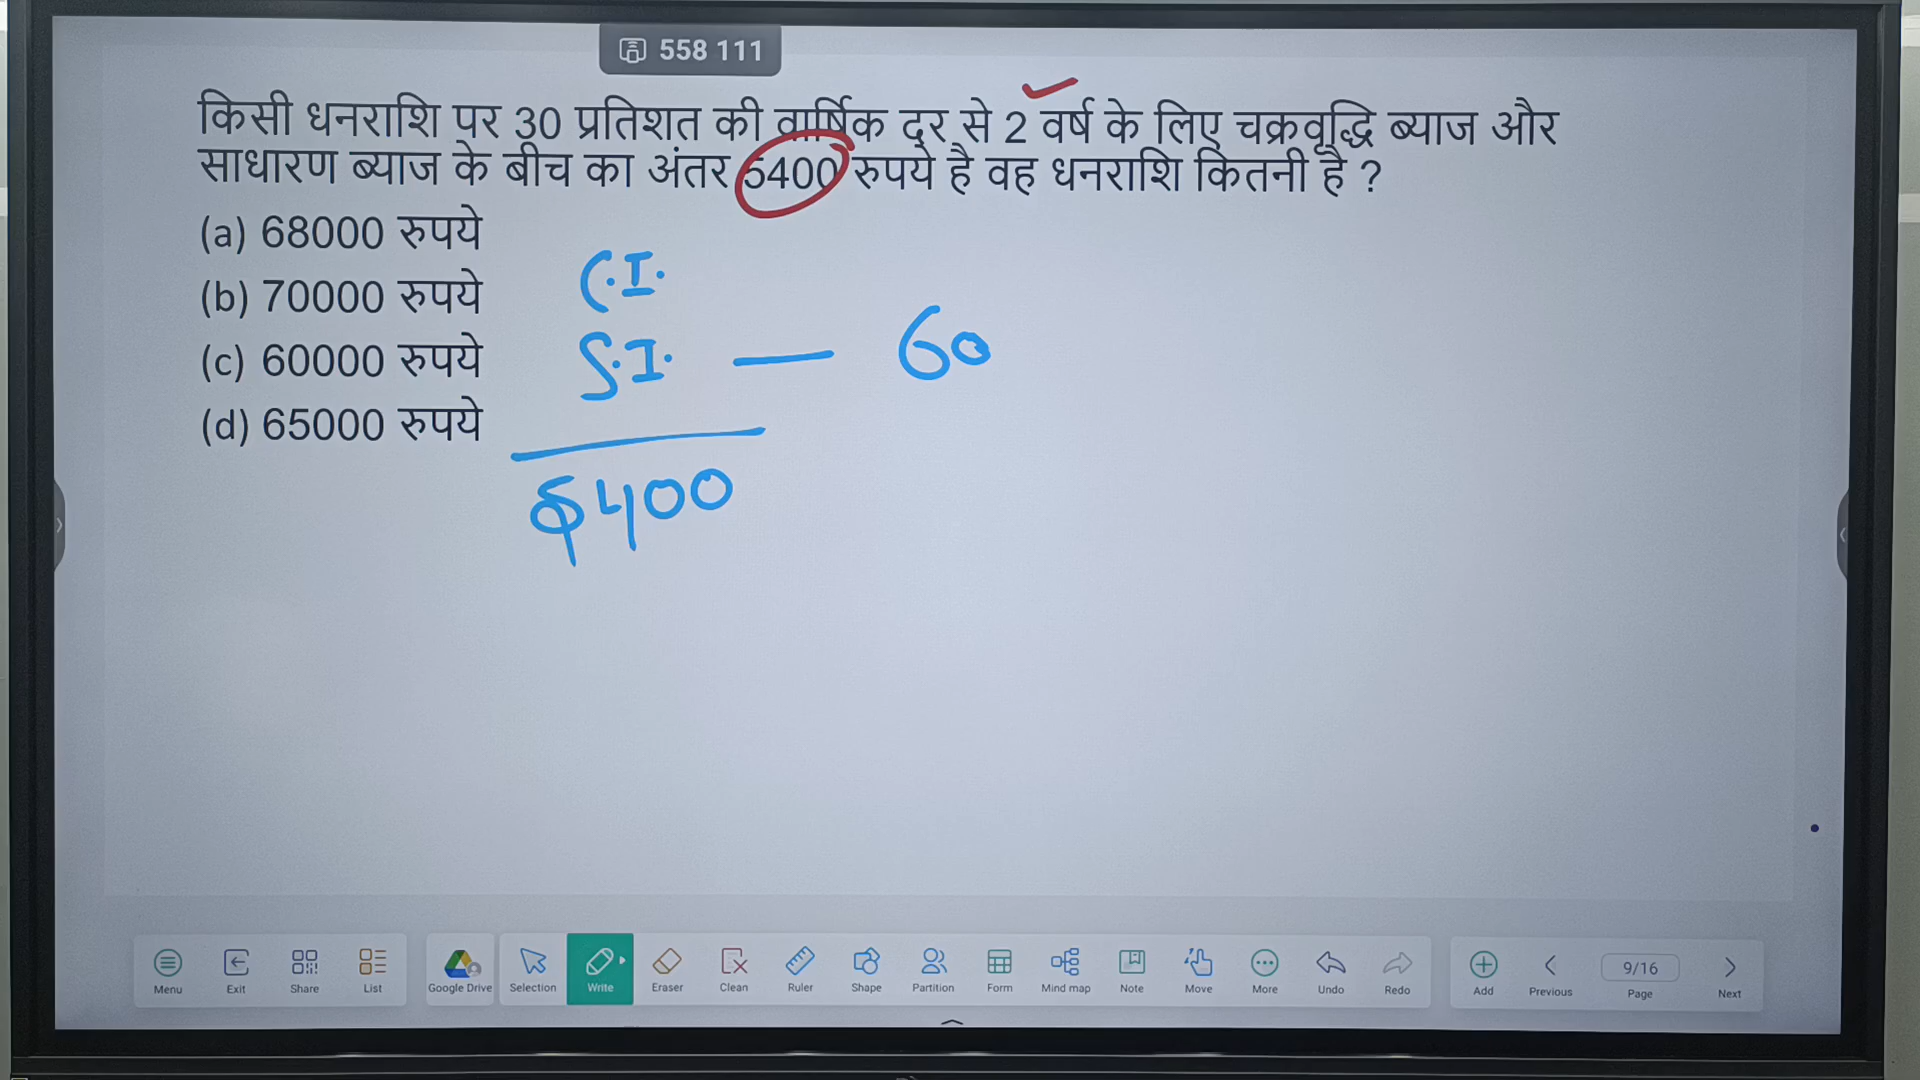 558 111
किसी धनराशि पर 30 प्रतिशत की वार्षिक दर से 2 वर्ष के लिए चक्रवृद्धि ब्याज और
साधारण ब्याज के बीच का अंतर 5400 रुपये है वह धनराशि कितनी है ?
(a) 68000 रुपये
(b) 70000 रुपये
(c) 60000 रुपये
(d) 65000 रुपये
C.I.
S.I. — 60
5400
Menu Exit Share List Google Drive Selection Write Eraser Clean Ruler Shape Partition Form Mind map Note Move More Undo Redo Add Previous 9/16 Page Next